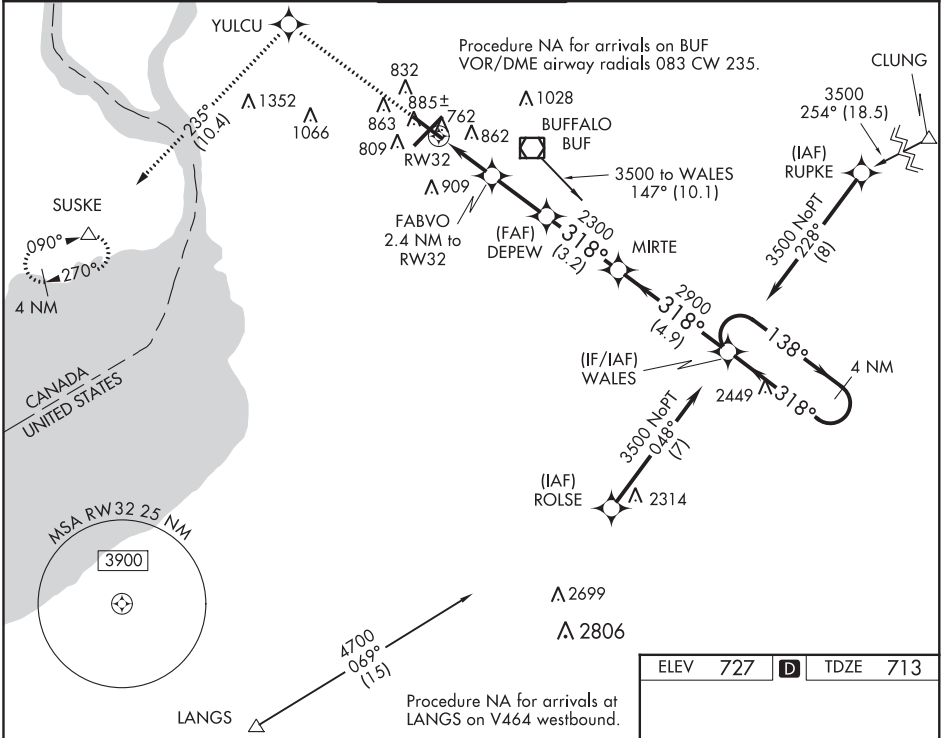 YULCU
Procedure NA for arrivals on BUF
VOR/DME airway radials 083 CW 235.
CLUNG
3500
254° (18.5)
832
885±
863
762
809
862
1352
1066
1028
BUFFALO
BUF
RW32
235°
(10.4)
(IAF)
RUPKE
3500 to WALES
147° (10.1)
909
FABVO
2.4 NM to
RW32
(FAF)
DEPEW
2300
318°
(3.2)
MIRTE
3500 NoPT
228°
(8)
SUSKE
090°
270°
4 NM
2900
318°
(4.9)
138°
4 NM
(IF/IAF)
WALES
2449
318°
CANADA
UNITED STATES
3500 NoPT
048°
(7)
(IAF)
ROLSE
2314
MSA RW32 25 NM
3900
2699
2806
4700
069°
(15)
LANGS
Procedure NA for arrivals at
LANGS on V464 westbound.
ELEV 727 D TDZE 713